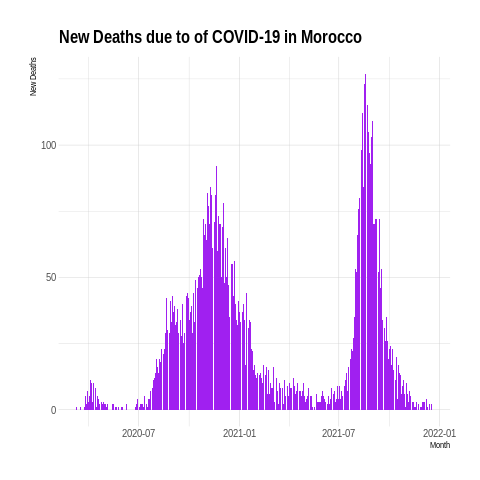 New Deaths due to of COVID-19 in Morocco
New Deaths
100
50
0
2020-07 2021-01 2021-07 2022-01
Month